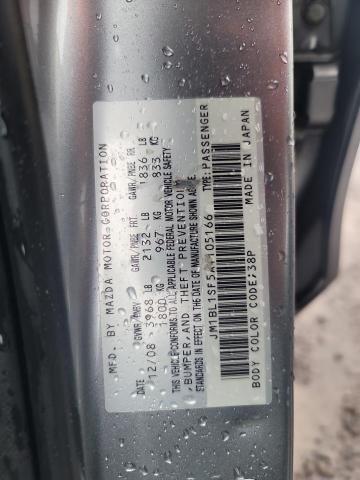 MFD. BY MAZDA MOTOR CORPORATION
DATE GVWR/PNBV GAWR/PNBE FRT GAWR/PNBE RR
12/08 3968 LB 2132 LB 1836 LB
1800 KG 967 KG 833 KG
THIS VEHICLE CONFORMS TO ALL APPLICABLE FEDERAL MOTOR VEHICLE SAFETY
, BUMPER, AND THEFT PREVENTION
STANDARDS IN EFFECT ON THE DATE OF MANUFACTURE SHOWN ABOVE.
JM1BL1SF5A1105166 TYPE:PASSENGER
BODY COLOR CODE:38P MADE IN JAPAN